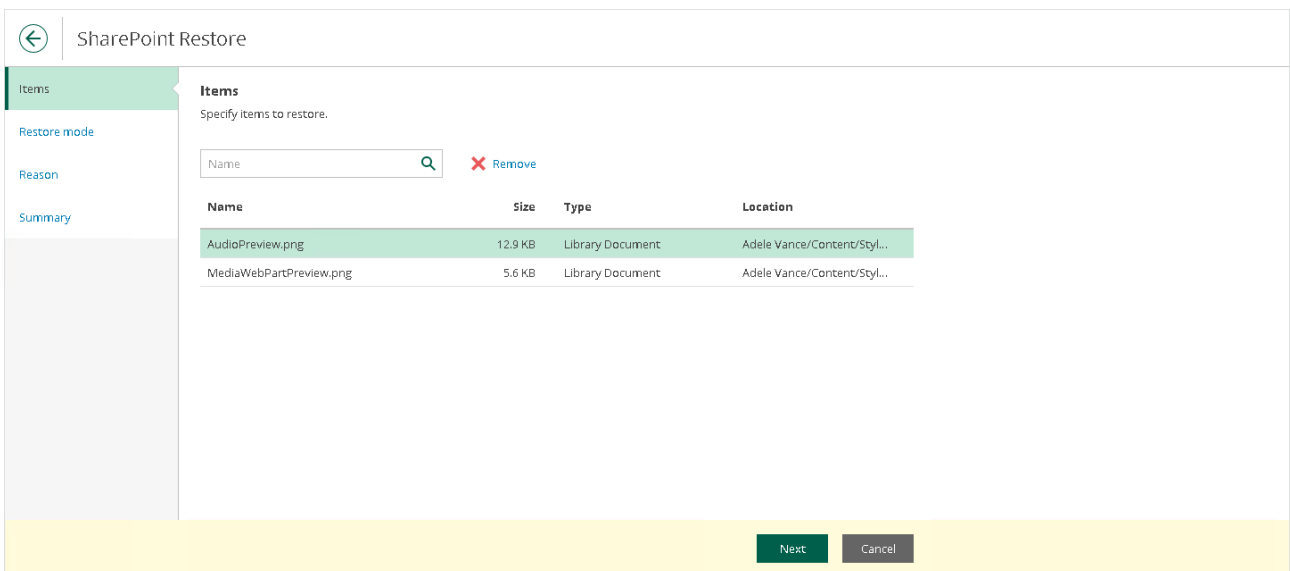 SharePoint Restore
Items
Restore mode
Reason
Summary
Items
Specify items to restore.
Name
Remove
Name Size Type Location
AudioPreview.png 12.9 KB Library Document Adele Vance/Content/Styl...
MediaWebPartPreview.png 5.6 KB Library Document Adele Vance/Content/Styl...
Next Cancel